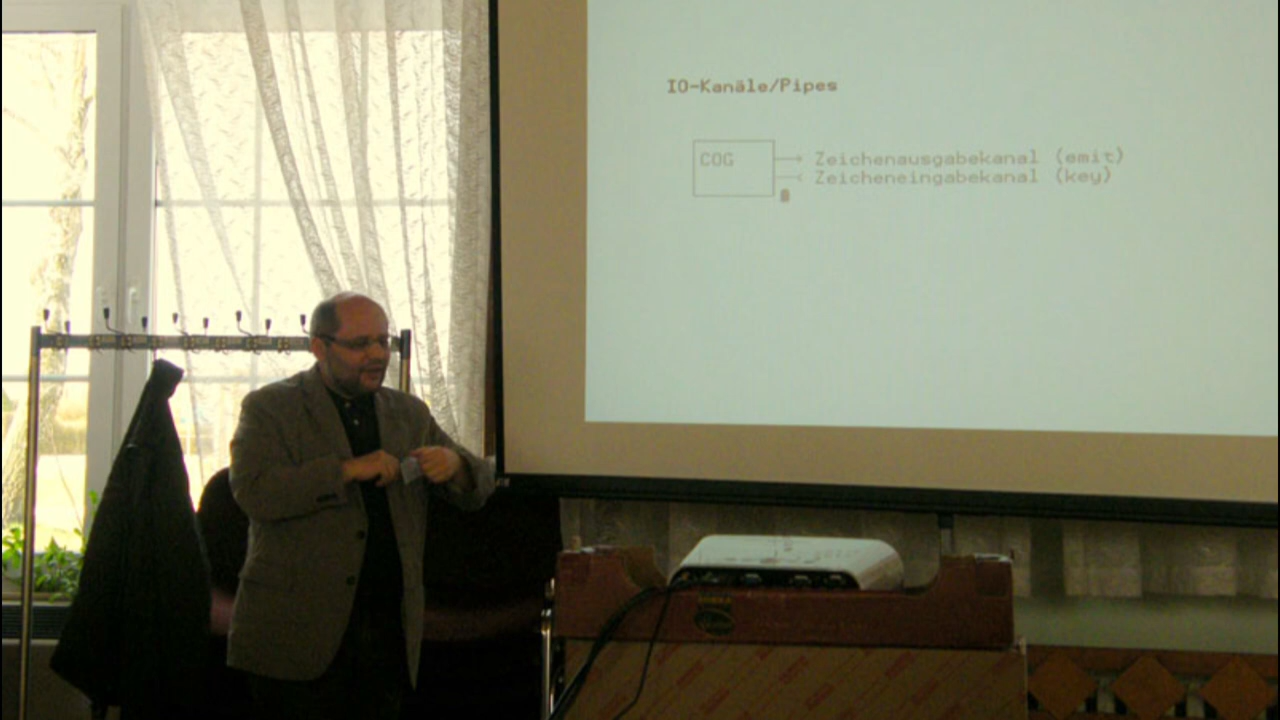 IO-Kanäle/Pipes
COG
Zeichenausgabekanal (emit)
Zeicheneingabekanal (key)